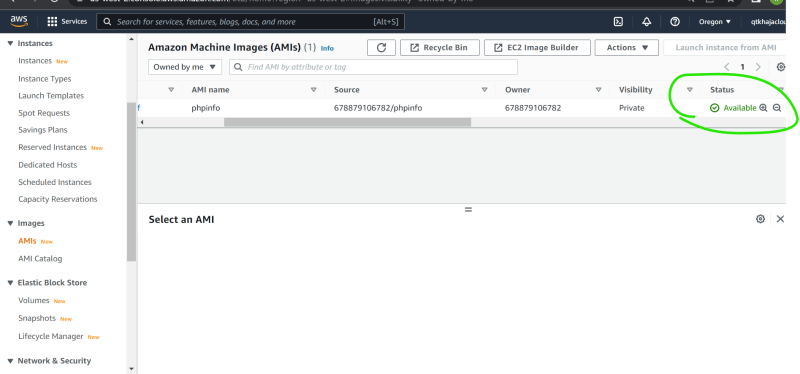 aws
Services
Search for services, features, blogs, docs, and more
[Alt+S]
Oregon
Instances
Instances New
Instance Types
Launch Templates
Spot Requests
Savings Plans
Reserved Instances New
Dedicated Hosts
Scheduled Instances
Capacity Reservations
Images
AMIs New
AMI Catalog
Elastic Block Store
Volumes New
Snapshots New
Lifecycle Manager New
Network & Security
Amazon Machine Images (AMIs) (1) Info
Recycle Bin
EC2 Image Builder
Actions
Launch instance from AMI
Owned by me
Find AMI by attribute or tag
1
AMI name Source Owner Visibility Status
phpinfo 678879106782/phpinfo 678879106782 Private Available
Select an AMI